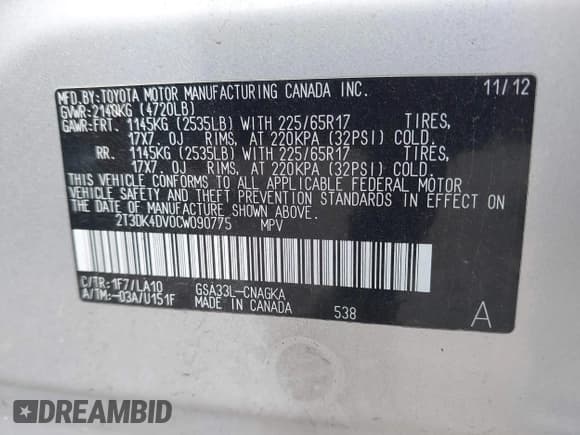 MFD. BY:-TOYOTA MOTOR MANUFACTURING CANADA INC. 11/12
GVWR:2140KG (4720LB)
GAWR:FRT. 1145KG (2535LB) WITH 225/65R17 TIRES,
17X7. 0J RIMS, AT 220KPA (32PSI) COLD.
RR. 1145KG (2535LB) WITH 225/65R17 TIRES,
17X7. 0J RIMS, AT 220KPA (32PSI) COLD.
THIS VEHICLE CONFORMS TO ALL APPLICABLE FEDERAL MOTOR
VEHICLE SAFETY AND THEFT PREVENTION STANDARDS IN EFFECT ON
THE DATE OF MANUFACTURE SHOWN ABOVE.
2T3DK4DV0CW090775 MPV
C/TR:1F7/LA10 GSA33L-CNAGKA
A/TM:-03A/U151F MADE IN CANADA 538 A
DREAMBID